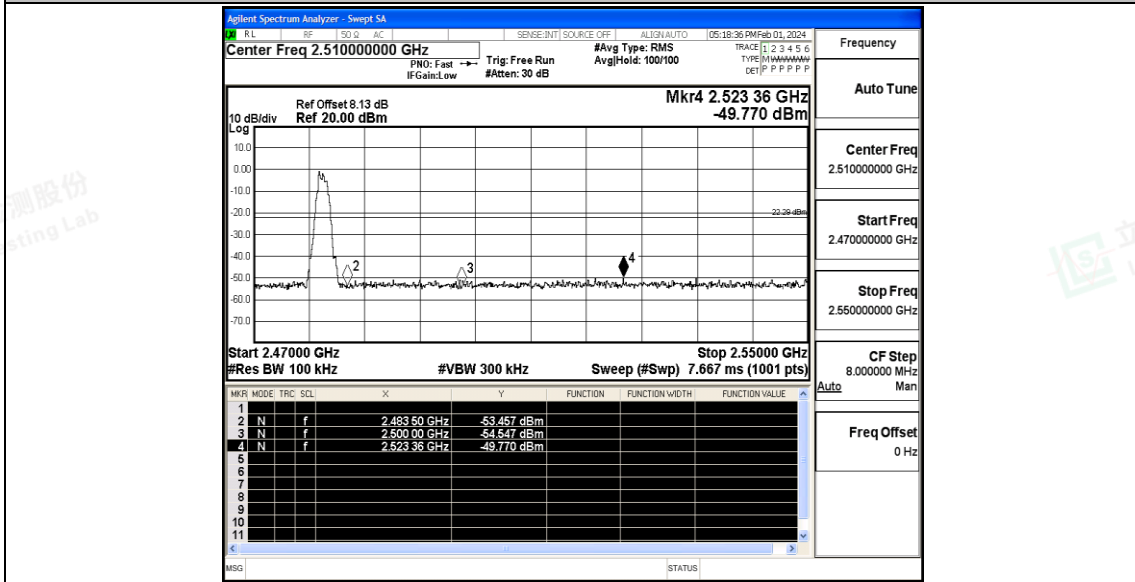 Agilent Spectrum Analyzer - Swept SA
LXI RL RF 50 Ω AC SENSE:INT SOURCE OFF ALIGN AUTO 05:18:36 PM Feb 01, 2024
Center Freq 2.510000000 GHz
PNO: Fast
IFGain:Low
Trig: Free Run
#Atten: 30 dB
#Avg Type: RMS
Avg|Hold: 100/100
TRACE 1 2 3 4 5 6
TYPE M WWWWW
DET P P P P P P
Mkr4 2.523 36 GHz
-49.770 dBm
Ref Offset 8.13 dB
Ref 20.00 dBm
10 dB/div
Log
10.0
0.00
-10.0
-20.0
-30.0
-40.0
-50.0
-60.0
-70.0
22.29 dBm
2
3
4
Start 2.47000 GHz
Stop 2.55000 GHz
#Res BW 100 kHz
#VBW 300 kHz
Sweep (#Swp) 7.667 ms (1001 pts)
MKR MODE TRC SCL X Y FUNCTION FUNCTION WIDTH FUNCTION VALUE
1
2 N f 2.483 50 GHz -53.457 dBm
3 N f 2.500 00 GHz -54.547 dBm
4 N f 2.523 36 GHz -49.770 dBm
5
6
7
8
9
10
11
MSG
STATUS
Frequency
Auto Tune
Center Freq
2.510000000 GHz
Start Freq
2.470000000 GHz
Stop Freq
2.550000000 GHz
CF Step
8.000000 MHz
Auto Man
Freq Offset
0 Hz
测股份
sting Lab
立